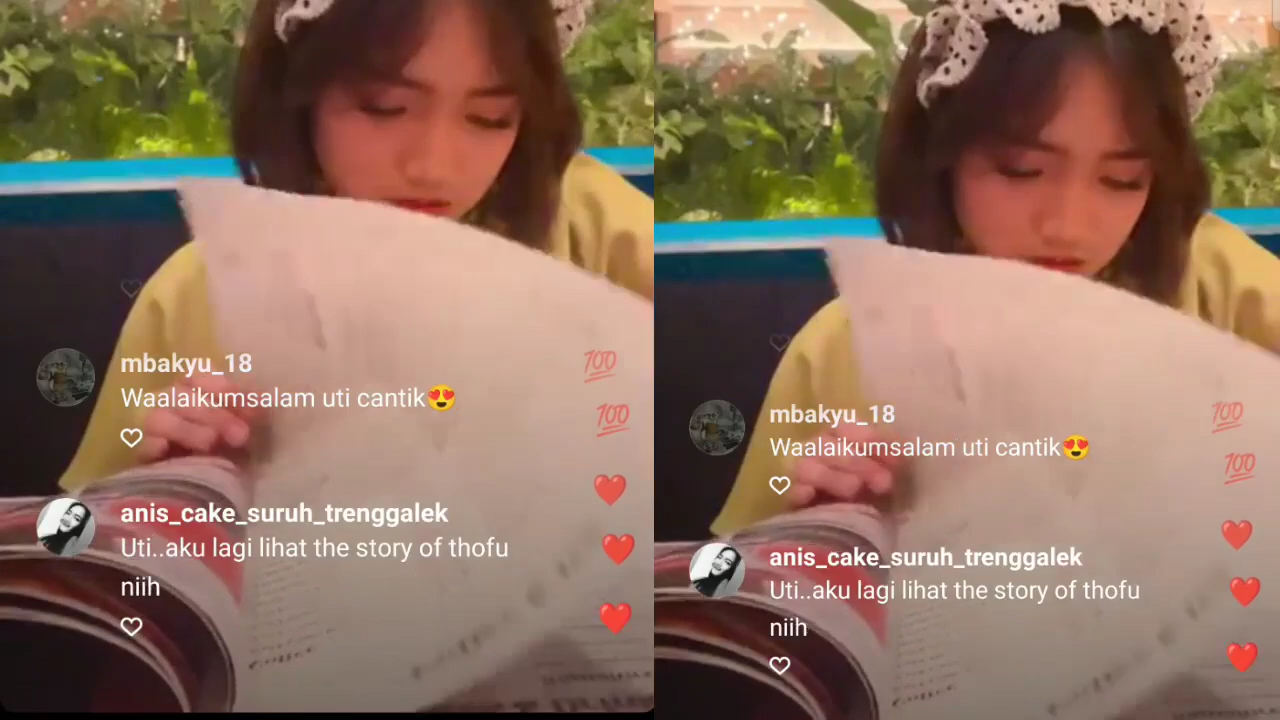 mbakyu_18
Waalaikumsalam uti cantik😍
anis_cake_suruh_trenggalek
Uti..aku lagi lihat the story of thofu
niih
💯
💯
mbakyu_18
Waalaikumsalam uti cantik😍
anis_cake_suruh_trenggalek
Uti..aku lagi lihat the story of thofu
niih
💯
💯